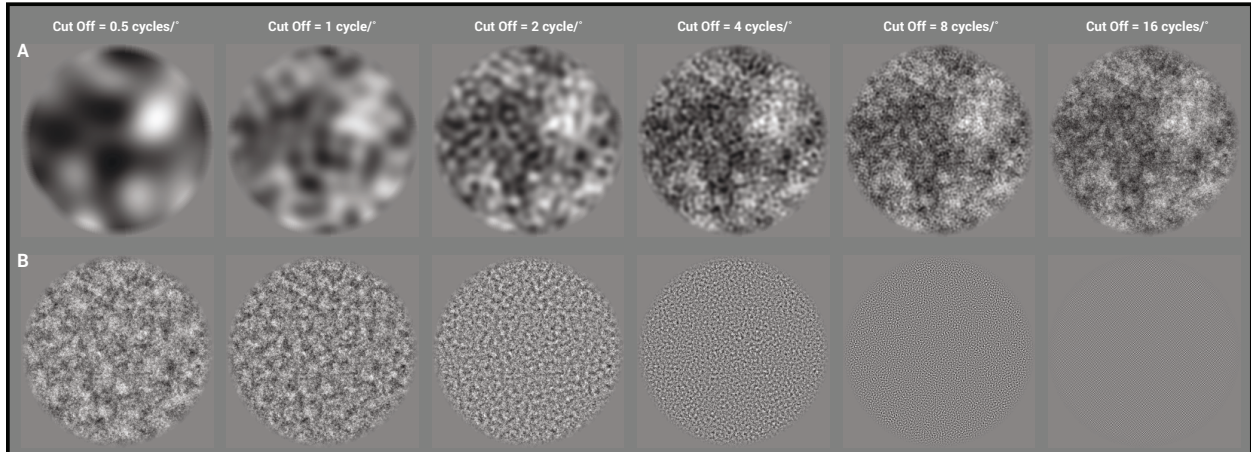 Cut Off = 0.5 cycles/° Cut Off = 1 cycle/° Cut Off = 2 cycle/° Cut Off = 4 cycles/° Cut Off = 8 cycles/° Cut Off = 16 cycles/°
A
B